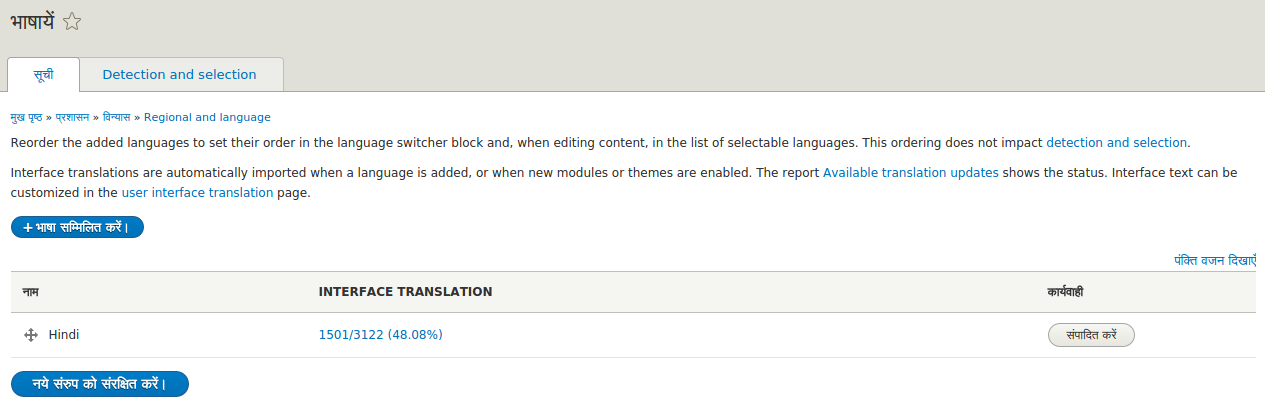 भाषायें
सूची
Detection and selection
मुख पृष्ठ » प्रशासन » विन्यास » Regional and language
Reorder the added languages to set their order in the language switcher block and, when editing content, in the list of selectable languages. This ordering does not impact detection and selection.
Interface translations are automatically imported when a language is added, or when new modules or themes are enabled. The report Available translation updates shows the status. Interface text can be
customized in the user interface translation page.
+ भाषा सम्मिलित करें।
पंक्ति वजन दिखाएँ
नाम INTERFACE TRANSLATION कार्यवाही
Hindi 1501/3122 (48.08%) संपादित करें
नये संरुप को संरक्षित करें।